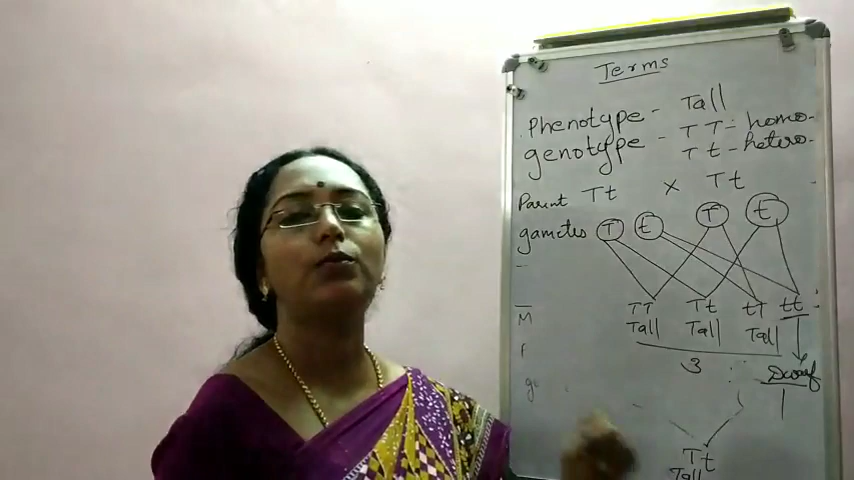 Terms
Phenotype - Tall
genotype - TT - homo-
Tt - hetero-
Parent Tt x Tt
gametes T t T t
TT Tt tT tt
Tall Tall Tall
3 : Dwarf
M
F 1
ge
Tt
Tall